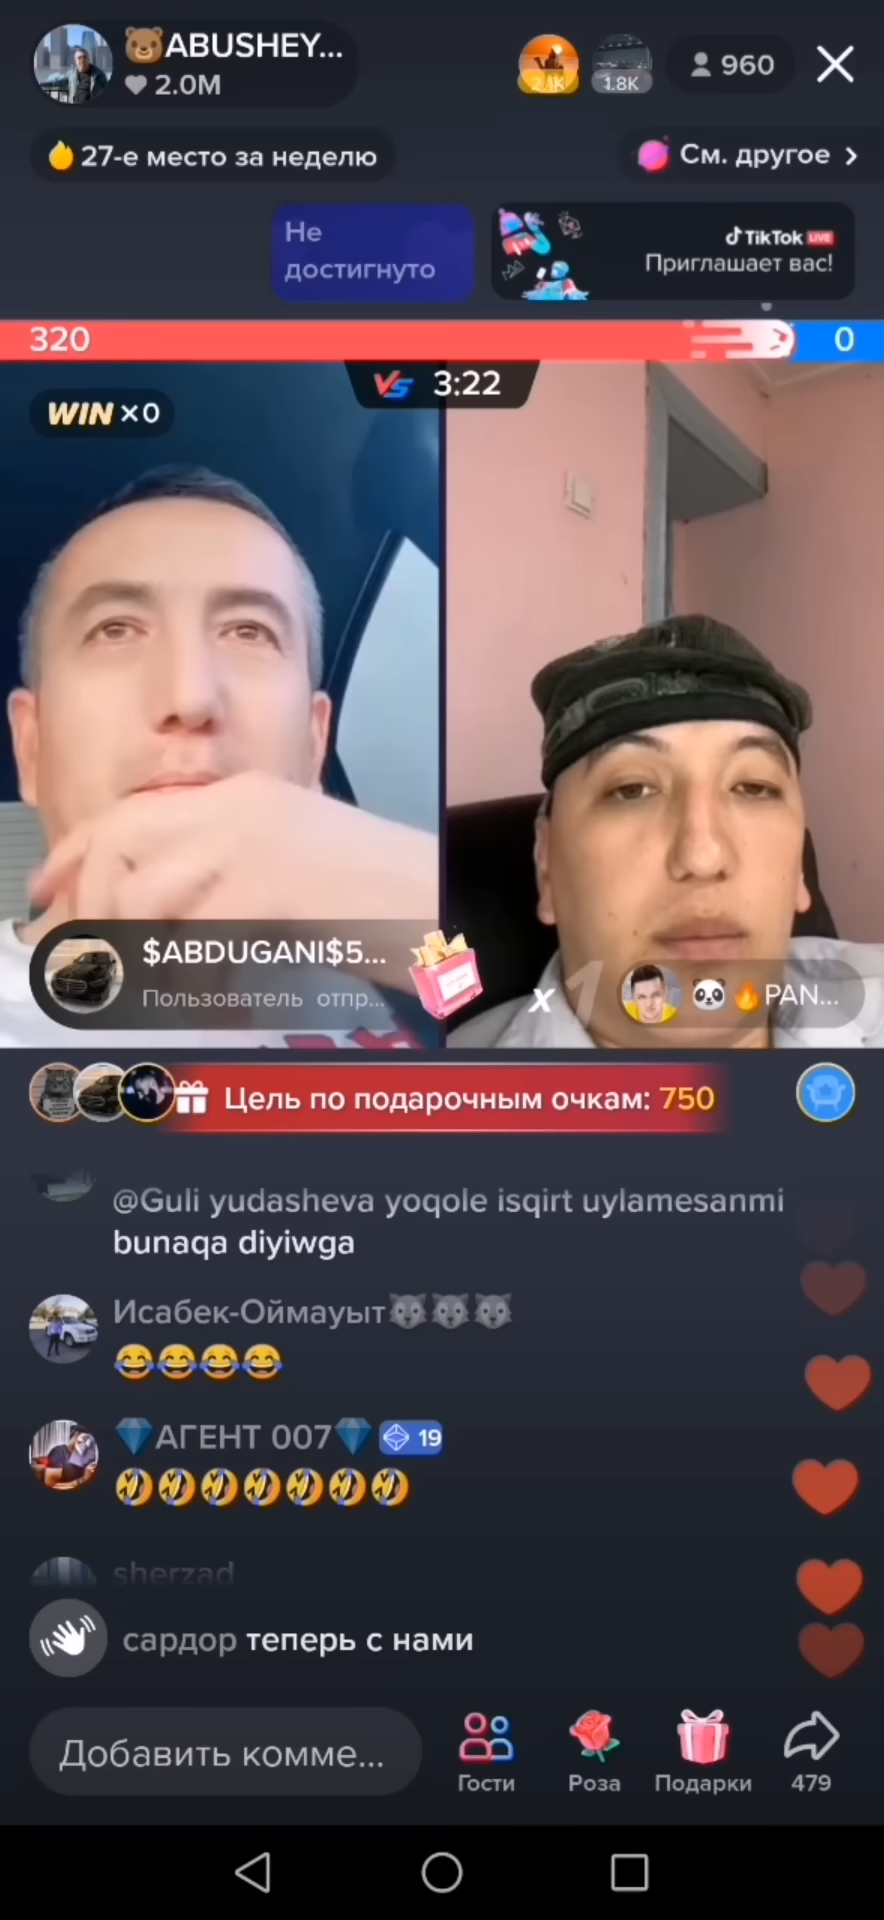 🐻ABUSHEY...
2.0M
2.1K
1.8K
960
27-е место за неделю
См. другое
Не
достигнуто
TikTok LIVE
Приглашает вас!
320
0
VS 3:22
WIN ×0
$ABDUGANI$5...
Пользователь отпр...
x 1
🐼🔥PAN...
Цель по подарочным очкам: 750
@Guli yudasheva yoqole isqirt uylamesanmi
bunaqa diyiwga
Исабек-Оймауыт🐺🐺🐺
😂😂😂😂
💎АГЕНТ 007💎 19
🤣🤣🤣🤣🤣🤣🤣
sherzad
сардор теперь с нами
Добавить комме...
Гости
Роза
Подарки
479